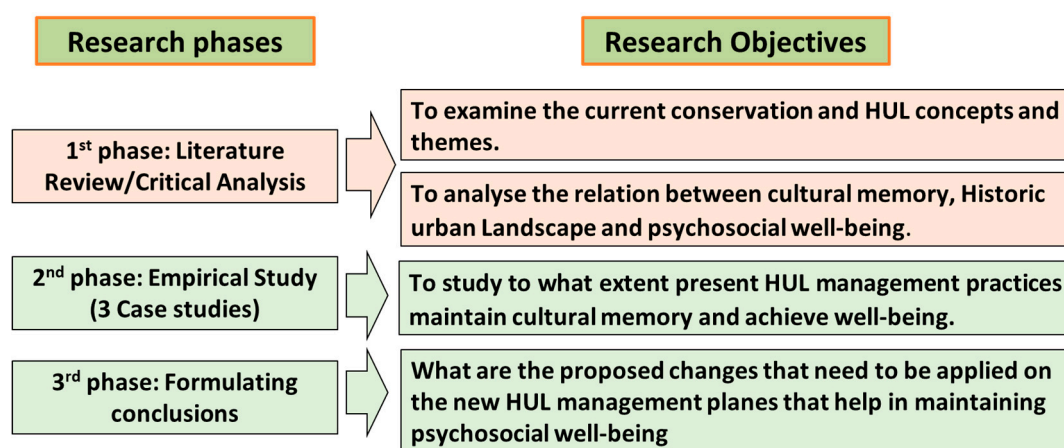 Research phases
Research Objectives
1st phase: Literature
Review/Critical Analysis
To examine the current conservation and HUL concepts and
themes.
To analyse the relation between cultural memory, Historic
urban Landscape and psychosocial well-being.
2nd phase: Empirical Study
(3 Case studies)
To study to what extent present HUL management practices
maintain cultural memory and achieve well-being.
3rd phase: Formulating
conclusions
What are the proposed changes that need to be applied on
the new HUL management planes that help in maintaining
psychosocial well-being